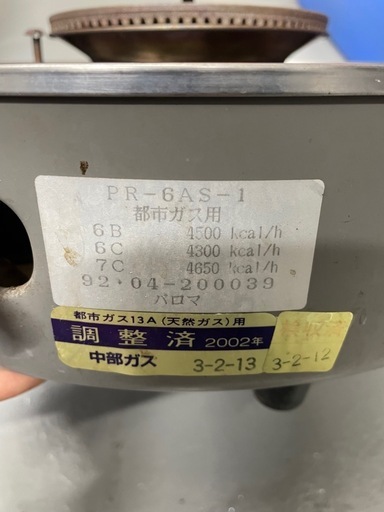 PR-6AS-1
都市ガス用
6B 4500 kcal/h
6C 4300 kcal/h
7C 4650 kcal/h
92・04-200039
パロマ
都市ガス13A(天然ガス)用
調整済 2002年
中部ガス 3-2-13
3-2-12